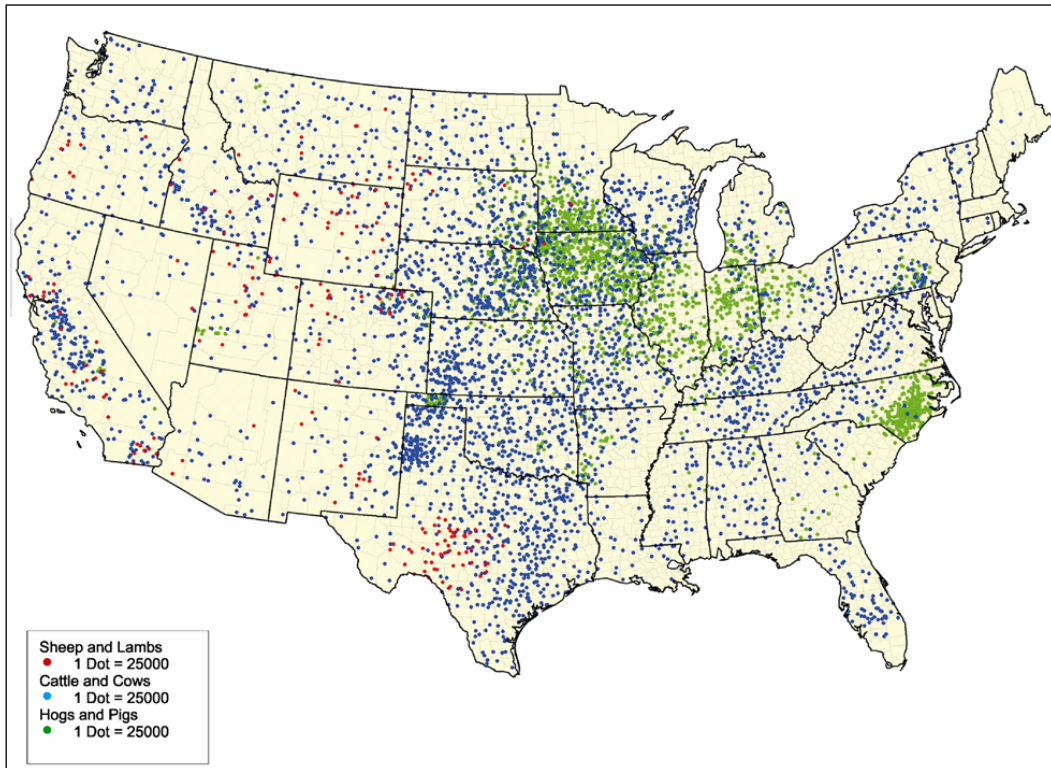 Sheep and Lambs
1 Dot = 25000
Cattle and Cows
1 Dot = 25000
Hogs and Pigs
1 Dot = 25000